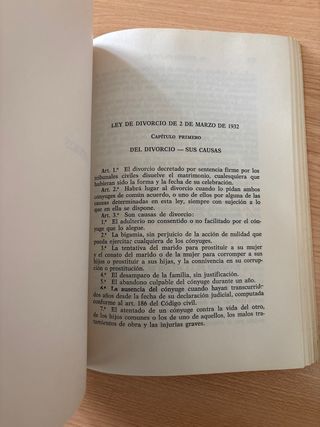 LEY DE DIVORCIO DE 2 DE MARZO DE 1932
CAPÍTULO PRIMERO
DEL DIVORCIO — SUS CAUSAS
Art. 1.º El divorcio decretado por sentencia firme por los
tribunales civiles disuelve el matrimonio, cualesquiera que
hubieran sido la forma y la fecha de su celebración.
Art. 2.º Habrá lugar al divorcio cuando lo pidan ambos
cónyuges de común acuerdo, o uno de ellos por alguna de las
causas determinadas en esta ley, siempre con sujeción a lo
que en ella se dispone.
Art. 3.º Son causas de divorcio:
1.ª El adulterio no consentido o no facilitado por el cón-
yuge que lo alegue.
2.ª La bigamia, sin perjuicio de la acción de nulidad que
pueda ejercitar cualquiera de los cónyuges.
3.ª La tentativa del marido para prostituir a su mujer
y el conato del marido o de la mujer para corromper a sus
hijos o prostituir a sus hijas, y la connivencia en su corrup-
ción o prostitución.
4.ª El desamparo de la familia, sin justificación.
5.ª El abandono culpable del cónyuge durante un año.
6.ª La ausencia del cónyuge cuando hayan transcurrido
dos años desde la fecha de su declaración judicial, computada
conforme al art. 186 del Código civil.
7.ª El atentado de un cónyuge contra la vida del otro,
de los hijos comunes o los de uno de aquellos, los malos tra-
tamientos de obra y las injurias graves.